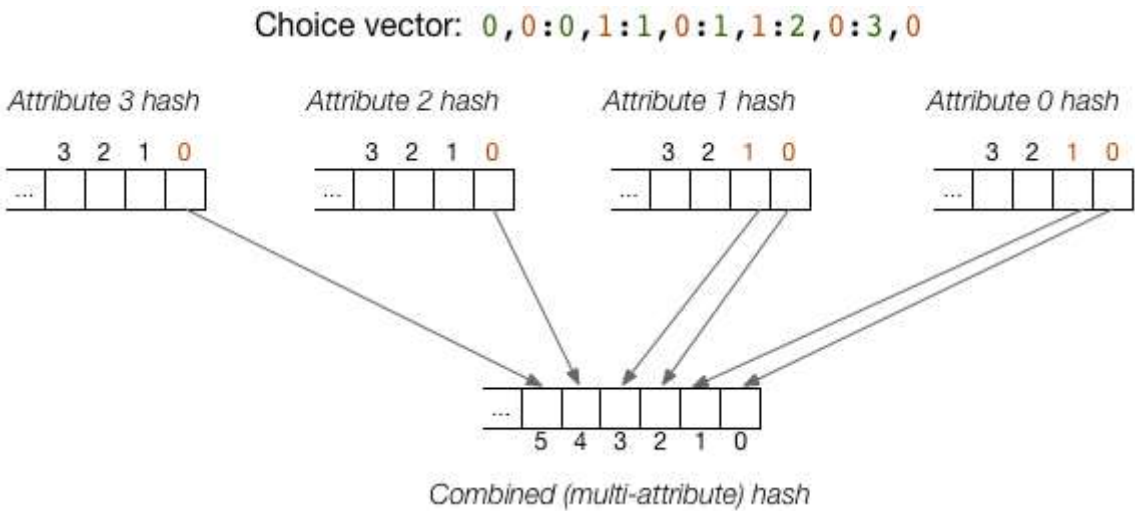 Choice vector: 0,0:0,1:1,0:1,1:2,0:3,0
Attribute 3 hash Attribute 2 hash Attribute 1 hash Attribute 0 hash
3 2 1 0 3 2 1 0 3 2 1 0 3 2 1 0
... ... ... ...
...
5 4 3 2 1 0
Combined (multi-attribute) hash